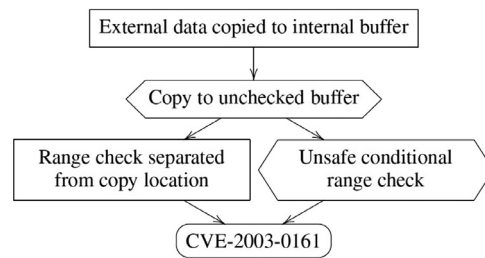 External data copied to internal buffer
Copy to unchecked buffer
Range check separated
from copy location
Unsafe conditional
range check
CVE-2003-0161